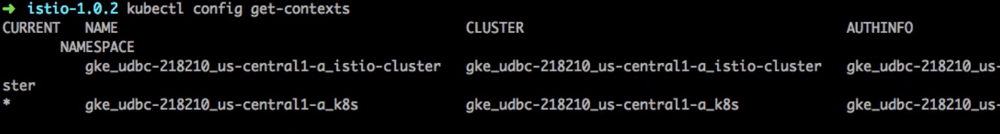 ➜ istio-1.0.2 kubectl config get-contexts
CURRENT NAME CLUSTER AUTHINFO
NAMESPACE
gke_udbc-218210_us-central1-a_istio-cluster gke_udbc-218210_us-central1-a_istio-cluster gke_udbc-218210_us-
ster
* gke_udbc-218210_us-central1-a_k8s gke_udbc-218210_us-central1-a_k8s gke_udbc-218210_us-